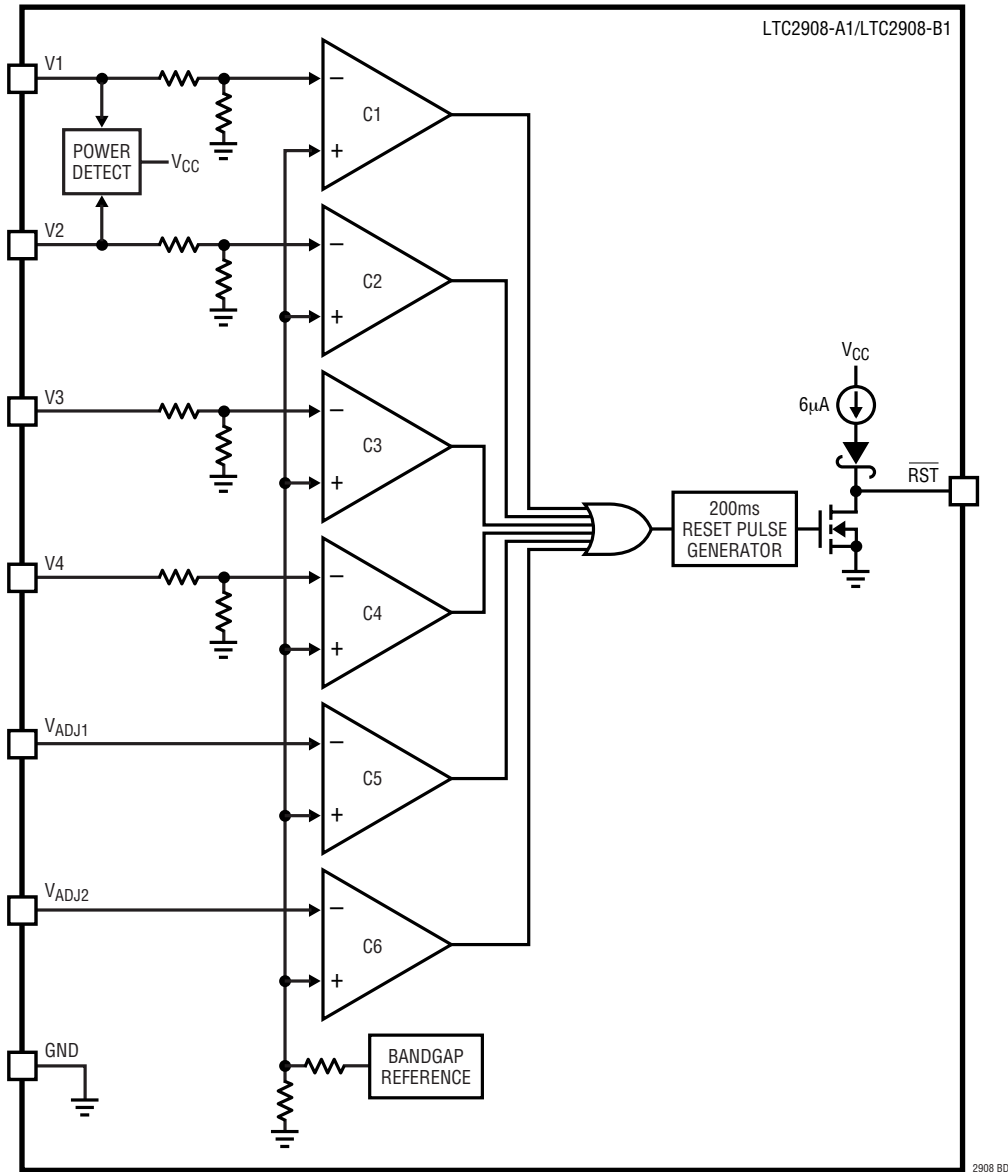 LTC2908-A1/LTC2908-B1
V1
−
C1
+
POWER
DETECT
VCC
V2
−
C2
+
V3
−
C3
+
V4
−
C4
+
VADJ1
−
C5
+
VADJ2
−
C6
+
GND
BANDGAP
REFERENCE
200ms
RESET PULSE
GENERATOR
VCC
6µA
RST
2908 BD